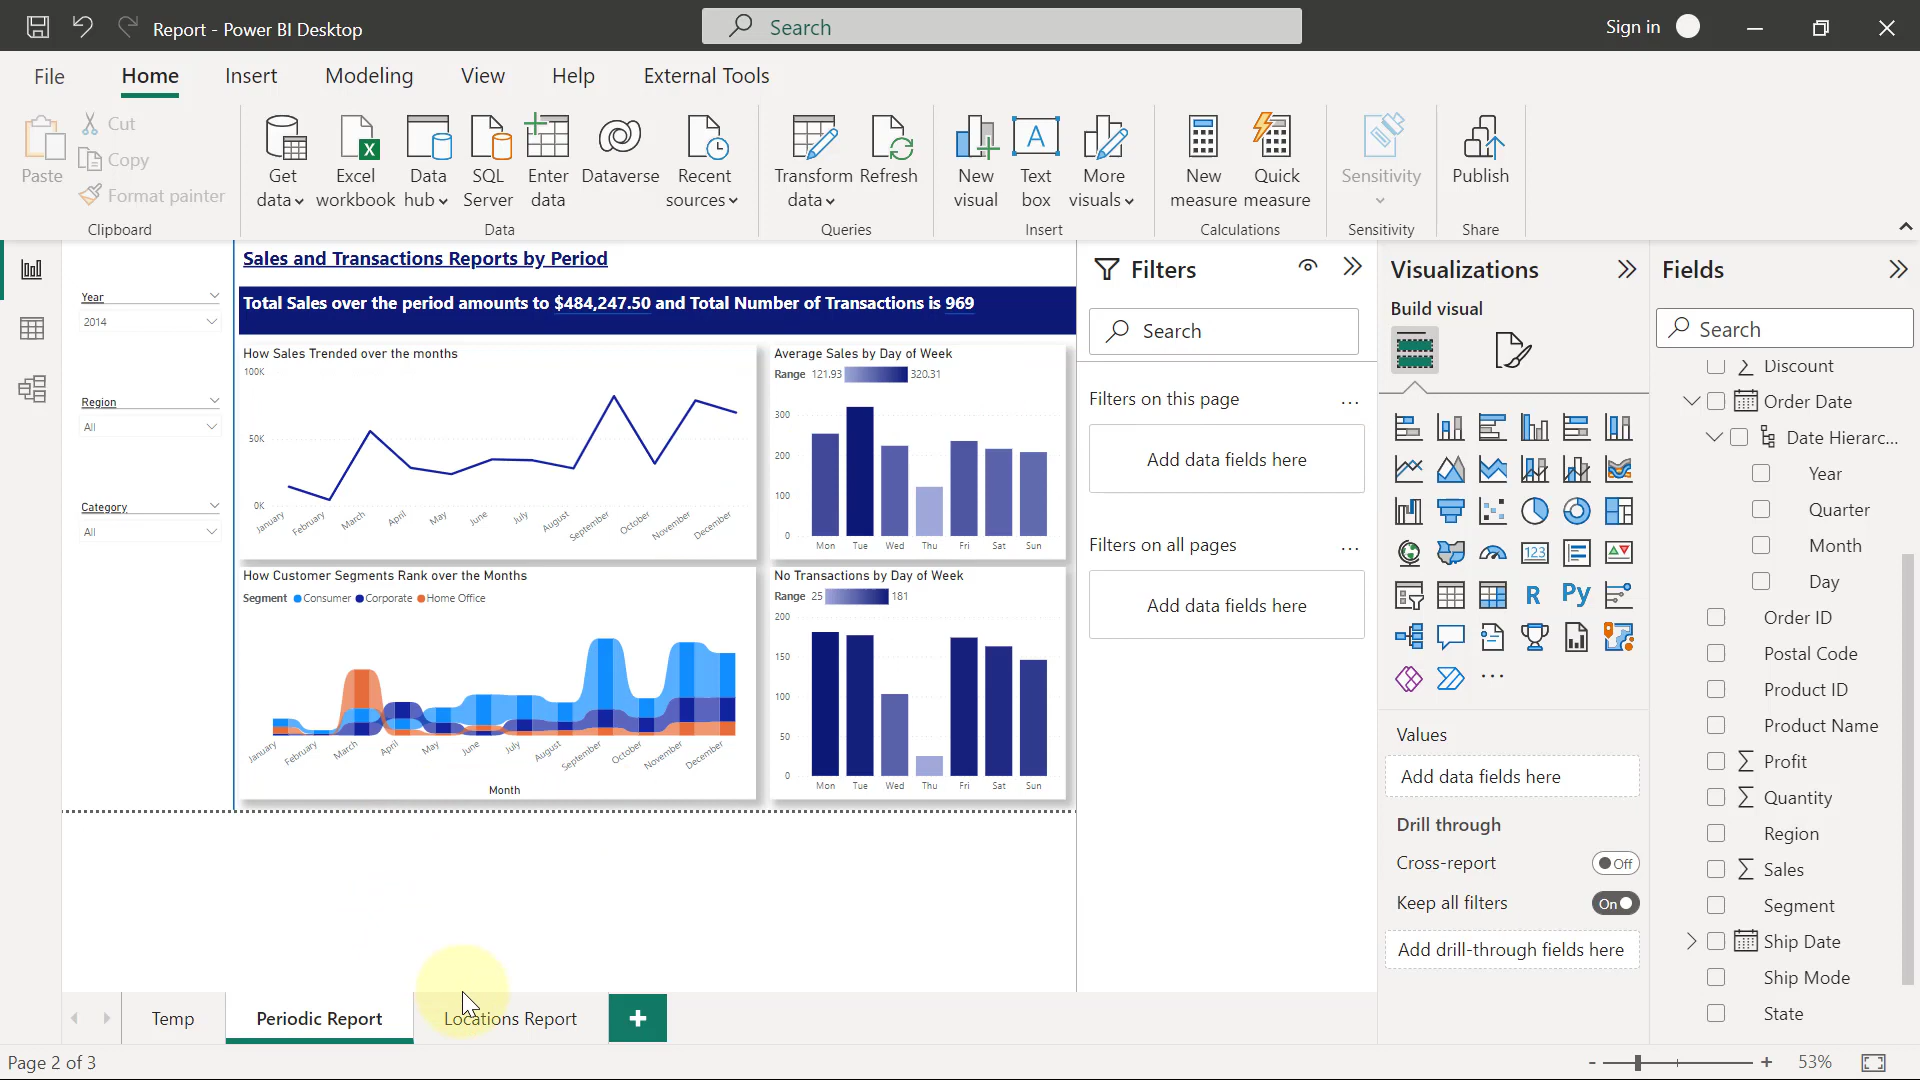 Report - Power BI Desktop
Search
Sign in
File
Home
Insert
Modeling
View
Help
External Tools
Paste
Cut
Copy
Format painter
Clipboard
Get data
Excel workbook
Data hub
SQL Server
Enter data
Dataverse
Recent sources
Data
Transform data
Refresh
Queries
New visual
A
Text box
More visuals
Insert
New measure
Quick measure
Calculations
Sensitivity
Sensitivity
Publish
Share
Year
2014
Region
All
Category
All
Sales and Transactions Reports by Period
Total Sales over the period amounts to $484,247.50 and Total Number of Transactions is 969
How Sales Trended over the months
100K
50K
0K
January February March April May June July August September October November December
Average Sales by Day of Week
Range 121.93 320.31
300
200
100
0
Mon Tue Wed Thu Fri Sat Sun
How Customer Segments Rank over the Months
Segment Consumer Corporate Home Office
January February March April May June July August September October November December
Month
No Transactions by Day of Week
Range 25 181
200
150
100
50
0
Mon Tue Wed Thu Fri Sat Sun
Filters
Search
Filters on this page
...
Add data fields here
Filters on all pages
...
Add data fields here
Visualizations
Build visual
123
R
Py
...
Values
Add data fields here
Drill through
Cross-report
Off
Keep all filters
On
Add drill-through fields here
Fields
Search
Discount
Order Date
Date Hierarc...
Year
Quarter
Month
Day
Order ID
Postal Code
Product ID
Product Name
Profit
Quantity
Region
Sales
Segment
Ship Date
Ship Mode
State
Temp
Periodic Report
Locations Report
+
Page 2 of 3
- + 53%